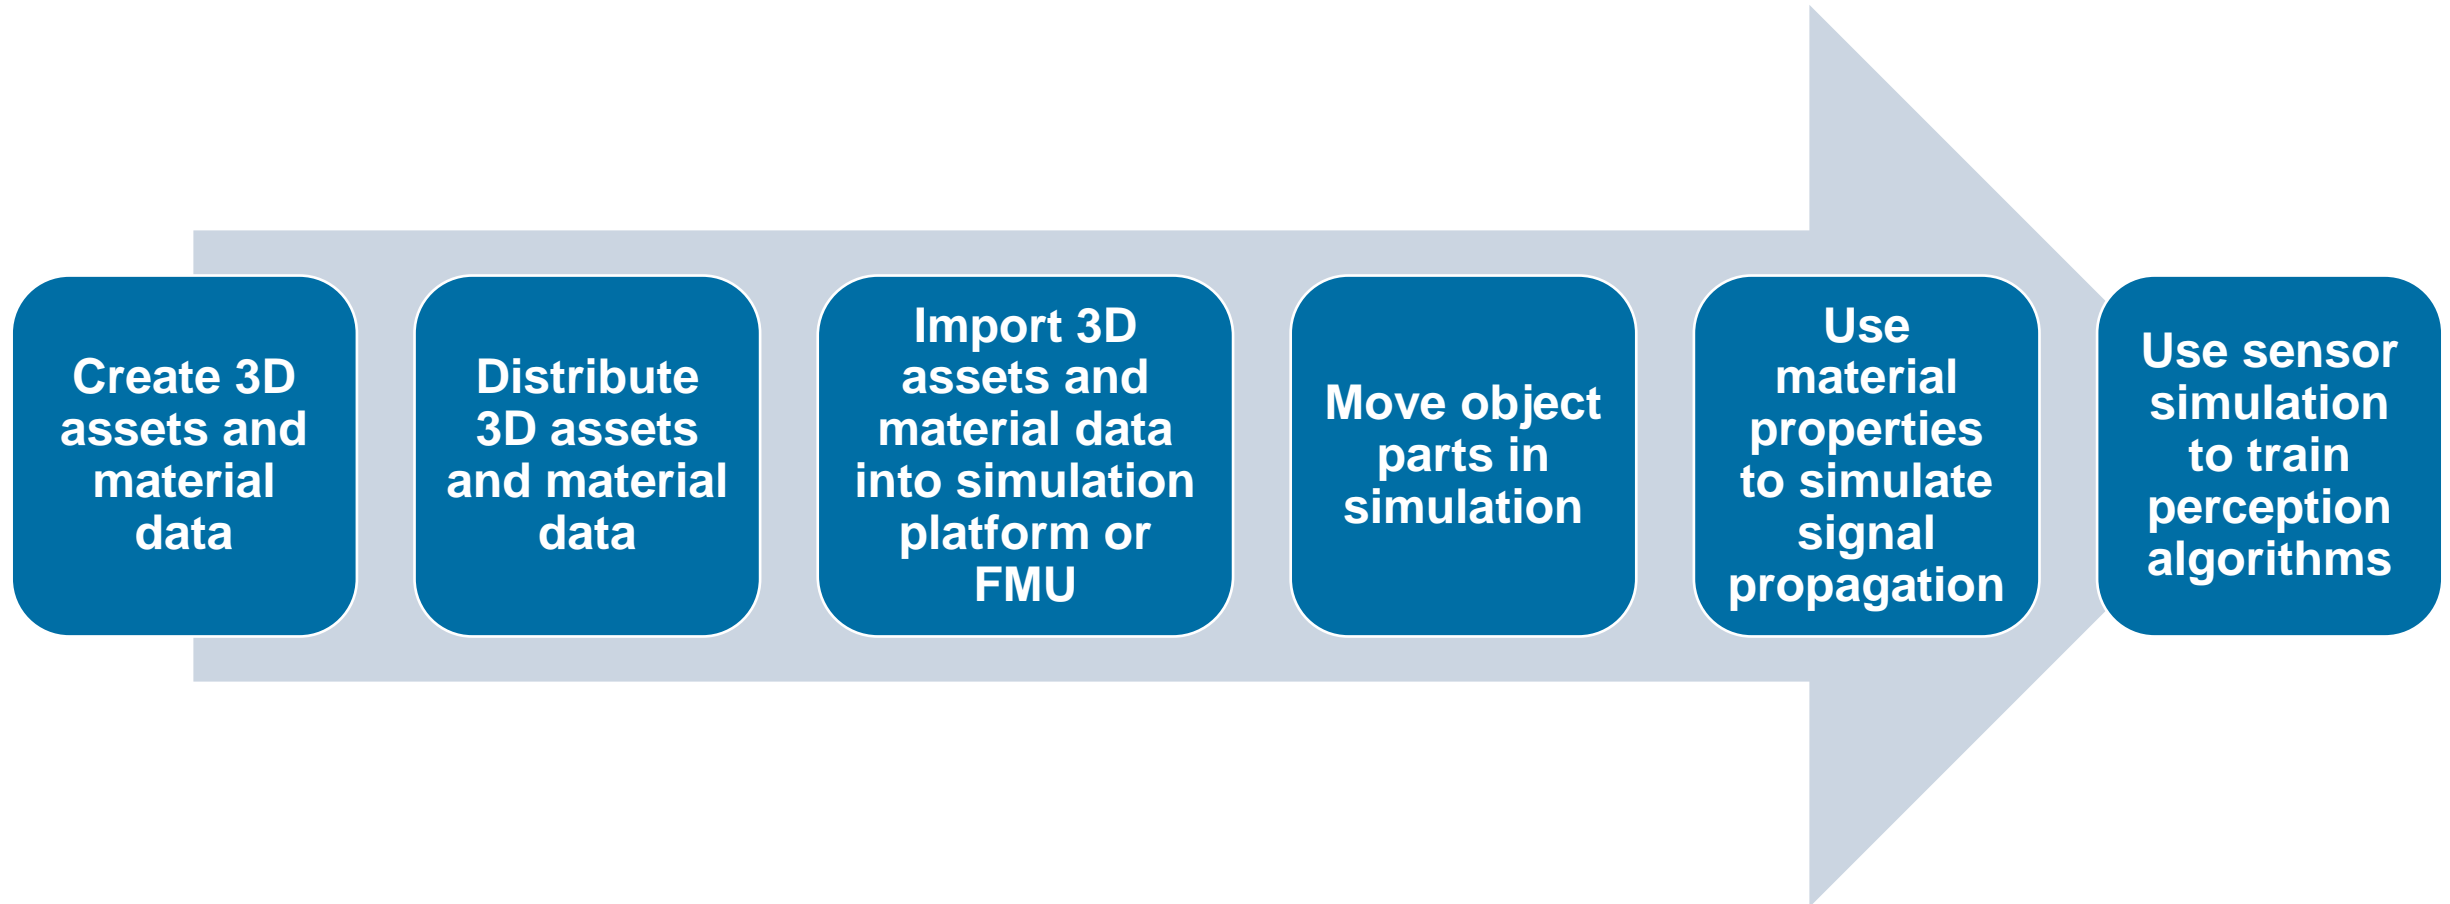 Create 3D
assets and
material
data
Distribute
3D assets
and material
data
Import 3D
assets and
material data
into simulation
platform or
FMU
Move object
parts in
simulation
Use
material
properties
to simulate
signal
propagation
Use sensor
simulation
to train
perception
algorithms